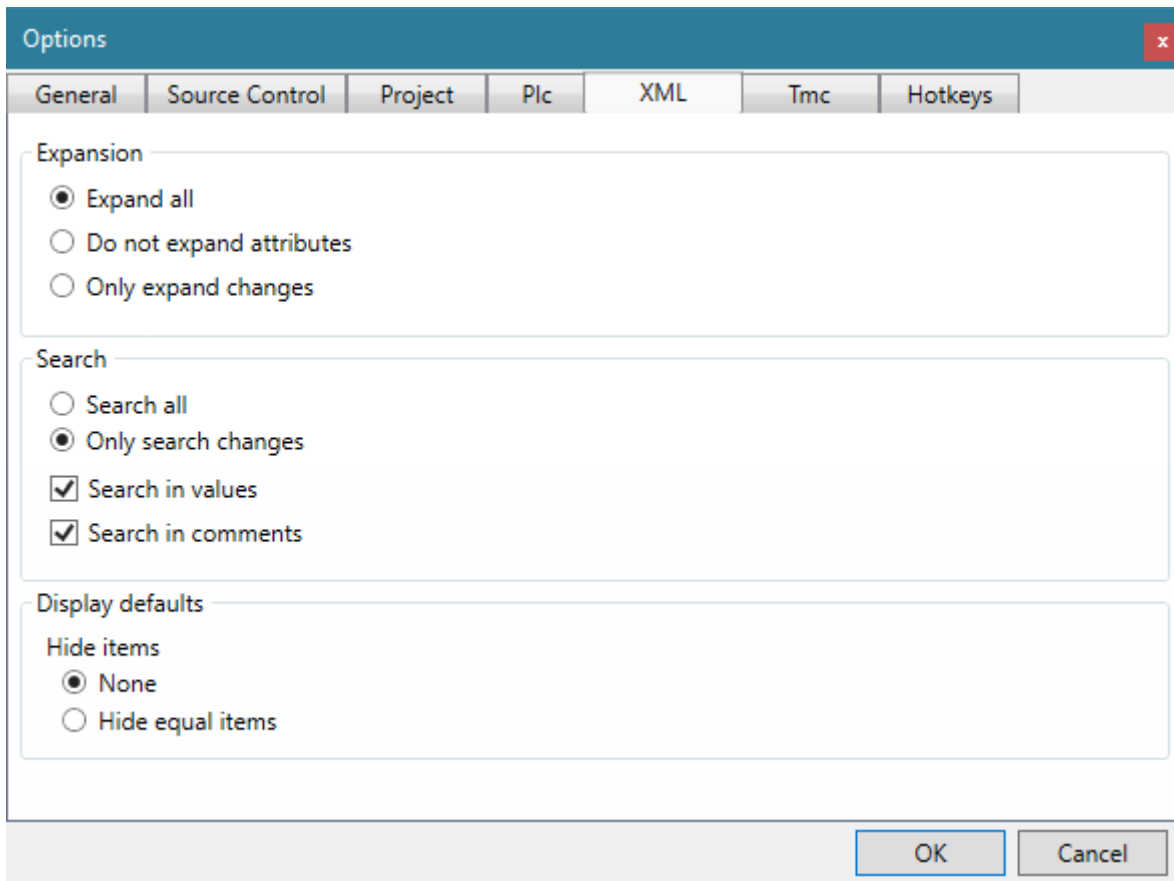 Options
x
General Source Control Project Plc XML Tmc Hotkeys
Expansion
Expand all
Do not expand attributes
Only expand changes
Search
Search all
Only search changes
Search in values
Search in comments
Display defaults
Hide items
None
Hide equal items
OK Cancel